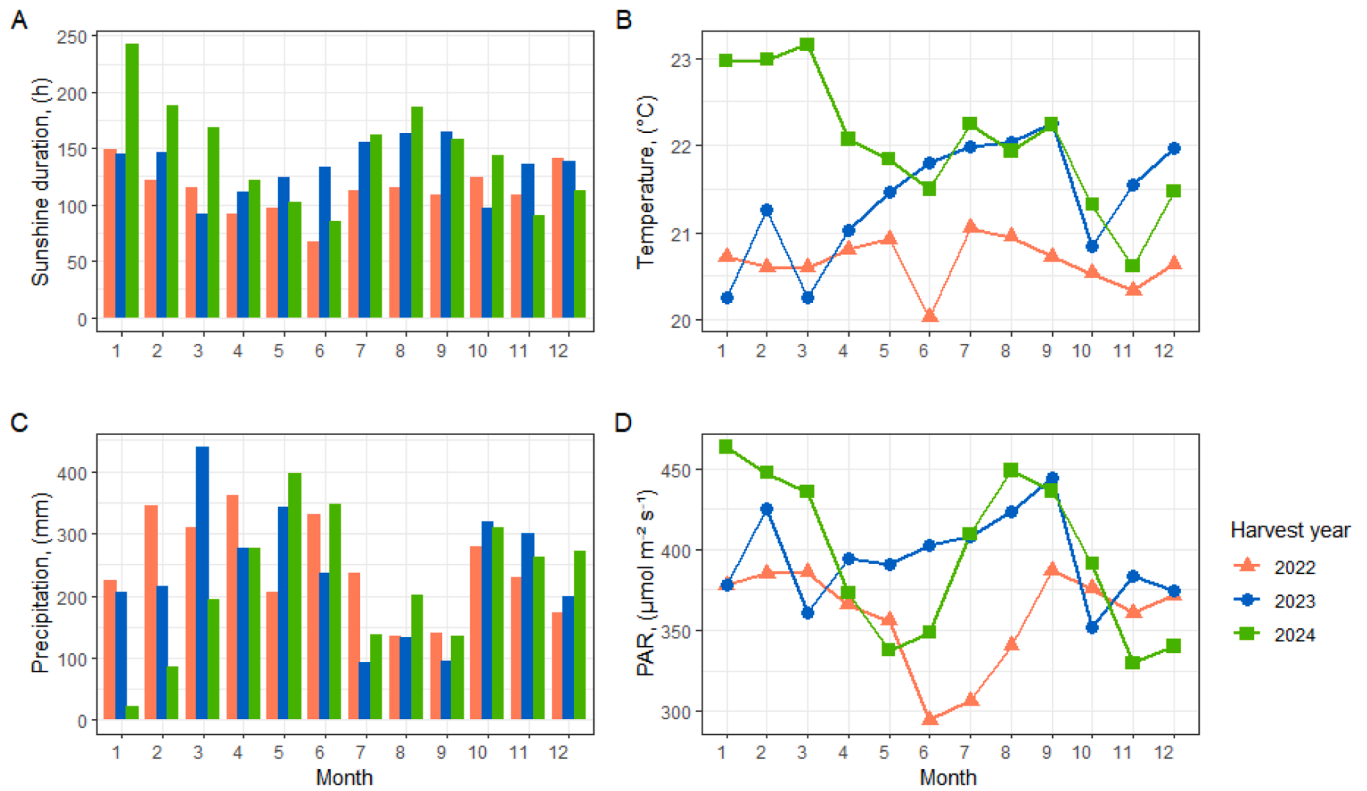 A
Sunshine duration, (h)
250
200
150
100
50
0
1 2 3 4 5 6 7 8 9 10 11 12
B
Temperature, (°C)
23
22
21
20
1 2 3 4 5 6 7 8 9 10 11 12
C
Precipitation, (mm)
400
300
200
100
0
1 2 3 4 5 6 7 8 9 10 11 12
Month
D
PAR, (μmol m⁻² s⁻¹)
450
400
350
300
1 2 3 4 5 6 7 8 9 10 11 12
Month
Harvest year
2022
2023
2024